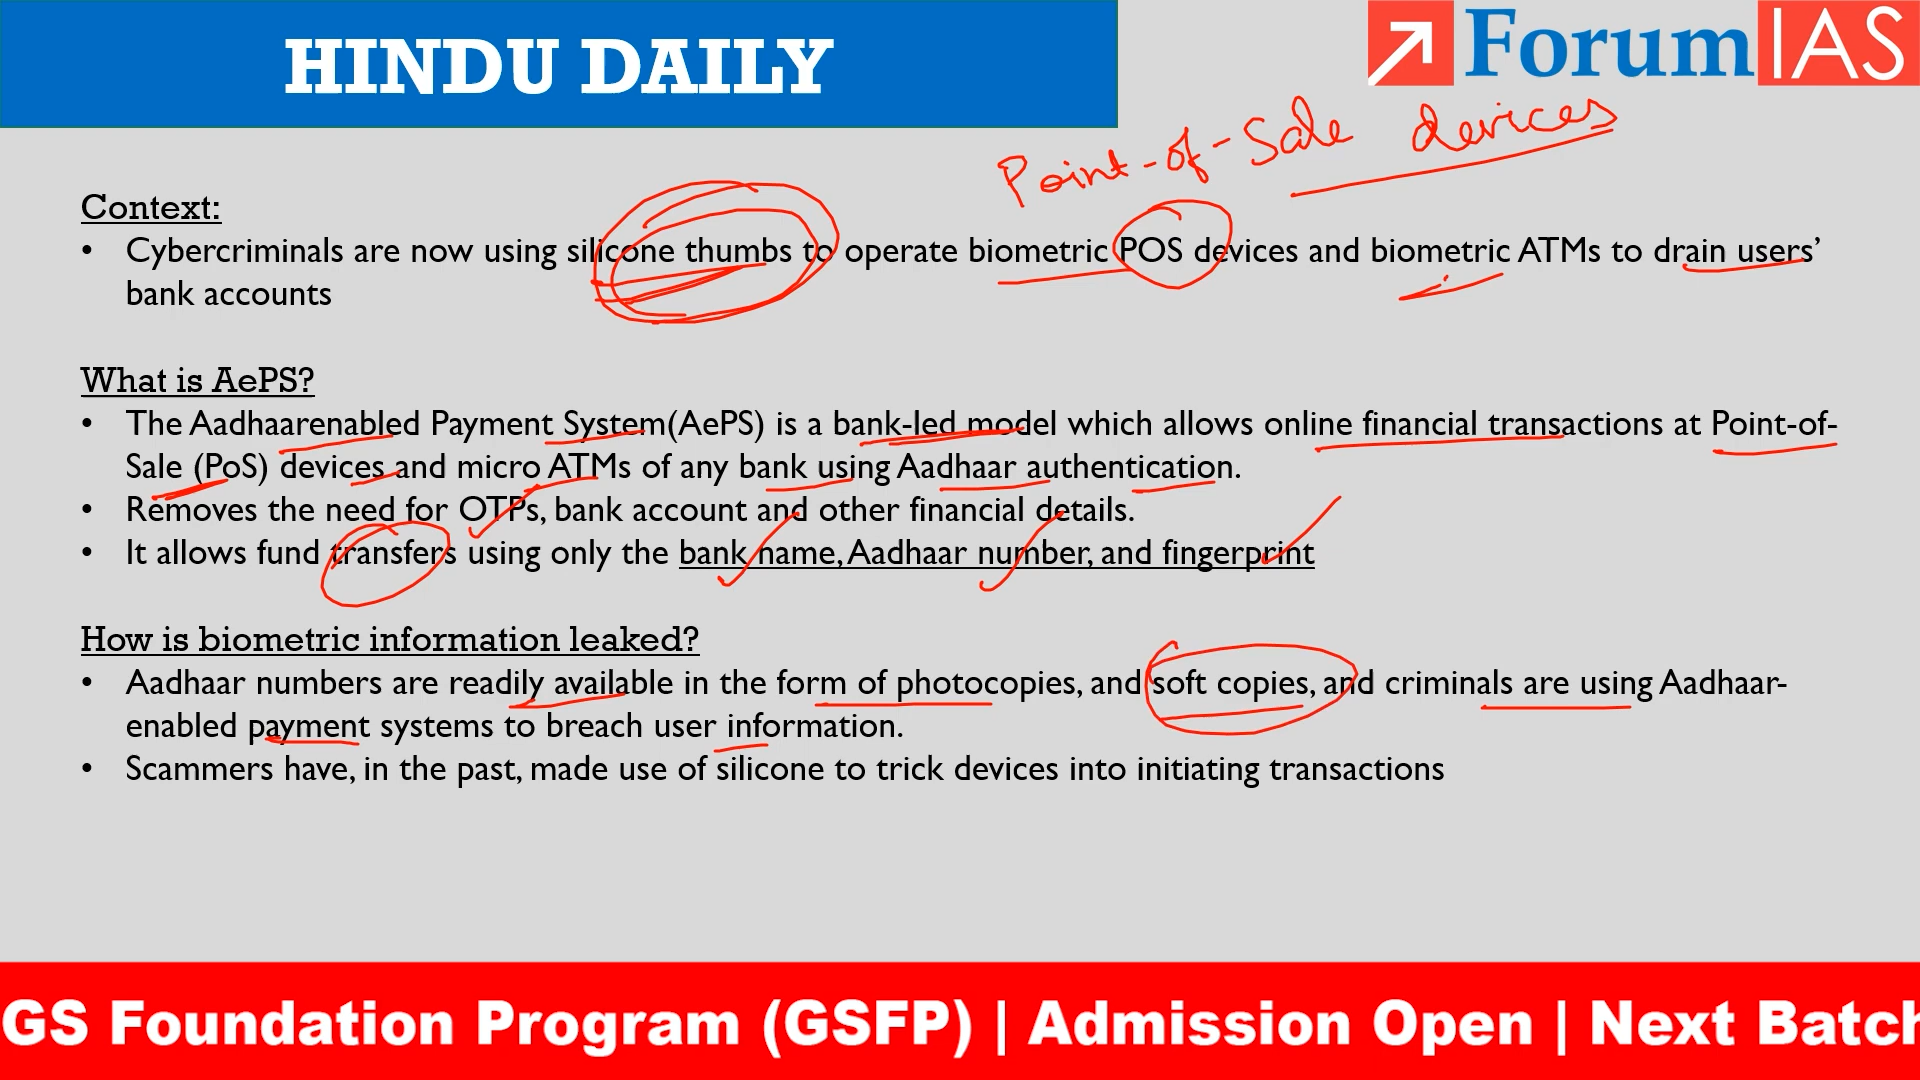 HINDU DAILY
Forum IAS
Point-of-Sale devices
Context:
• Cybercriminals are now using silicone thumbs to operate biometric POS devices and biometric ATMs to drain users’
bank accounts
What is AePS?
• The Aadhaarenabled Payment System(AePS) is a bank-led model which allows online financial transactions at Point-of-
Sale (PoS) devices and micro ATMs of any bank using Aadhaar authentication.
• Removes the need for OTPs, bank account and other financial details.
• It allows fund transfers using only the bank name, Aadhaar number, and fingerprint
How is biometric information leaked?
• Aadhaar numbers are readily available in the form of photocopies, and soft copies, and criminals are using Aadhaar-
enabled payment systems to breach user information.
• Scammers have, in the past, made use of silicone to trick devices into initiating transactions
GS Foundation Program (GSFP) | Admission Open | Next Batch